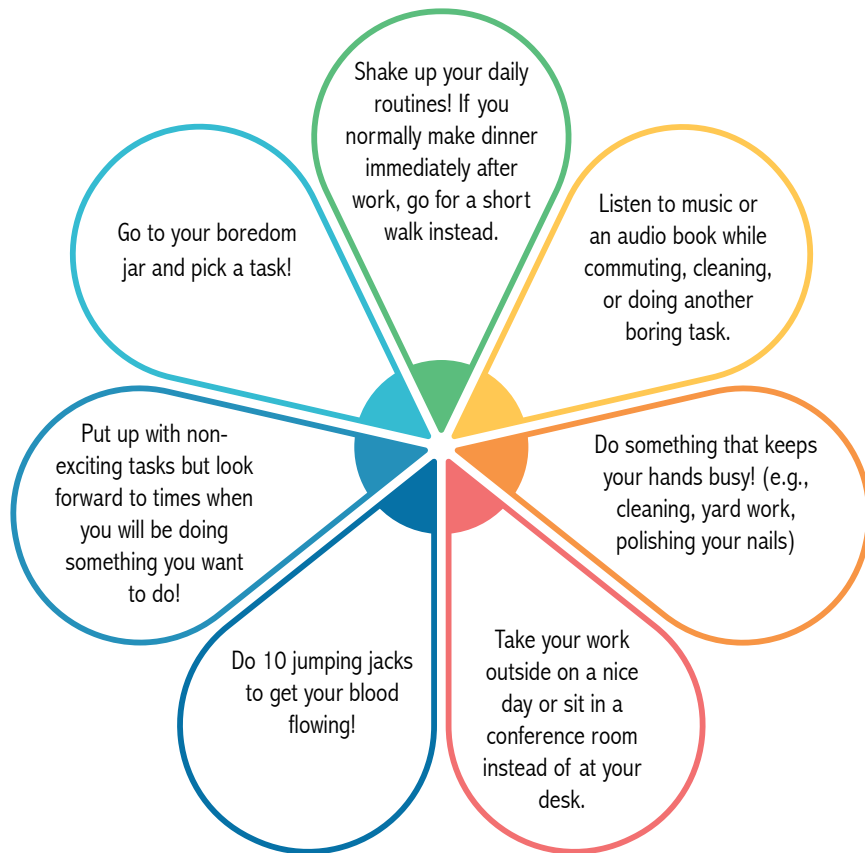 Shake up your daily
routines! If you
normally make dinner
immediately after
work, go for a short
walk instead.
Listen to music or
an audio book while
commuting, cleaning,
or doing another
boring task.
Do something that keeps
your hands busy! (e.g.,
cleaning, yard work,
polishing your nails)
Take your work
outside on a nice
day or sit in a
conference room
instead of at your
desk.
Do 10 jumping jacks
to get your blood
flowing!
Put up with non-
exciting tasks but look
forward to times when
you will be doing
something you want
to do!
Go to your boredom
jar and pick a task!